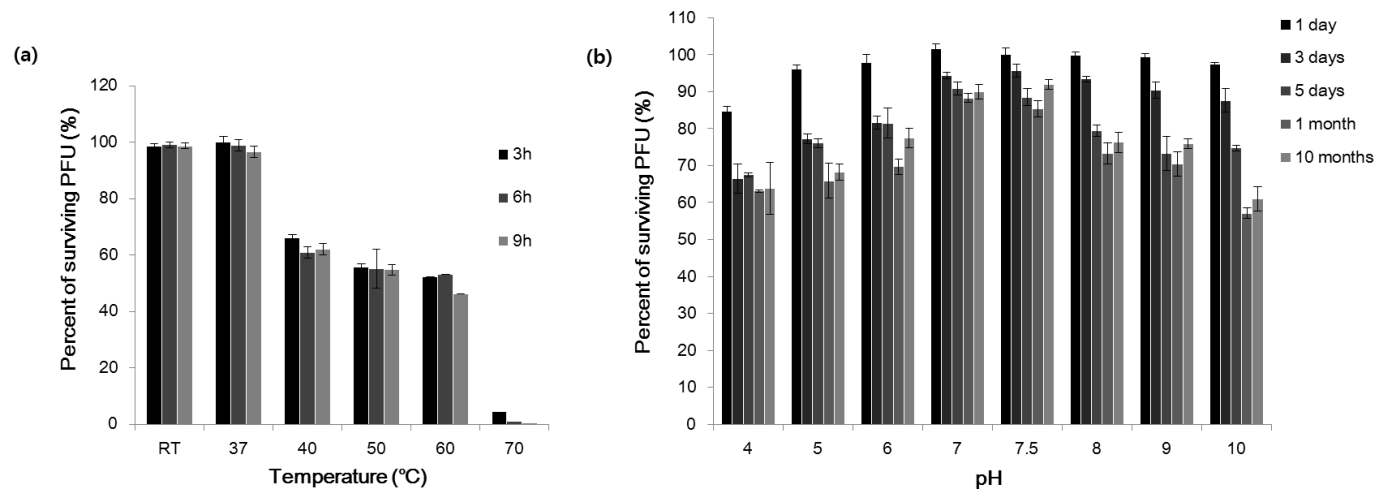 (a)
Percent of surviving PFU (%)
120
100
80
60
40
20
0
RT 37 40 50 60 70
Temperature (°C)
3h
6h
9h
(b)
Percent of surviving PFU (%)
110
100
90
80
70
60
50
40
30
20
10
0
4 5 6 7 7.5 8 9 10
pH
1 day
3 days
5 days
1 month
10 months